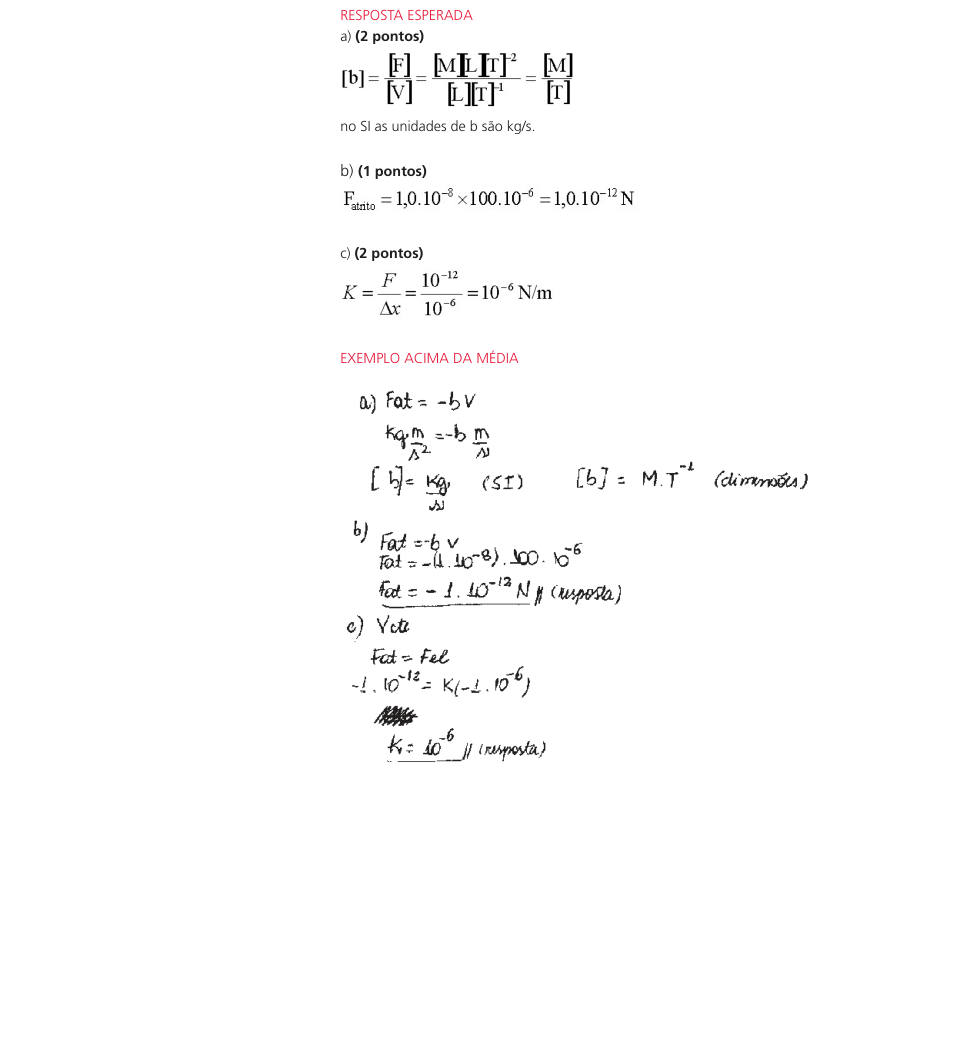 RESPOSTA ESPERADA
a) (2 pontos)
[b] = [F]/[V] = [M][L][T]⁻²/[L][T]⁻¹ = [M]/[T]
no SI as unidades de b são kg/s.
b) (1 pontos)
Fatrito = 1,0.10⁻⁸ ×100.10⁻⁶ = 1,0.10⁻¹² N
c) (2 pontos)
K = F/Δx = 10⁻¹²/10⁻⁶ = 10⁻⁶ N/m
EXEMPLO ACIMA DA MÉDIA
a) Fat = -b V
Kg.m/s² = -b m/s
[b] = Kg/s (SI) [b] = M.T⁻¹ (dimensões)
b) Fat = -b V
Fat = -(1.10⁻⁸).100.10⁻⁶
Fat = - 1.10⁻¹² N // (resposta)
c)
Fat = Fel
-1.10⁻¹² = K(-1.10⁻⁶)
K = 10⁻⁶ // (resposta)